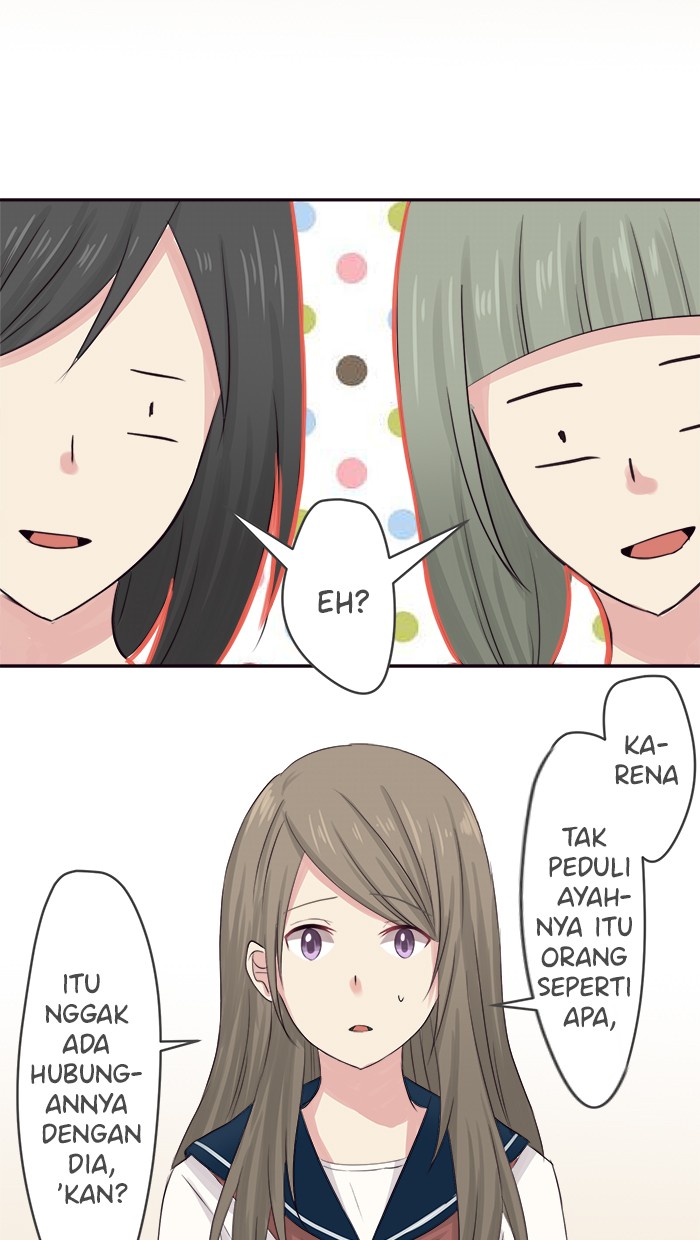 EH?
KA-
RENA
TAK
PEDULI
AYAH-
NYA ITU
ORANG
SEPERTI
APA,
ITU
NGGAK
ADA
HUBUNG-
ANNYA
DENGAN
DIA,
'KAN?